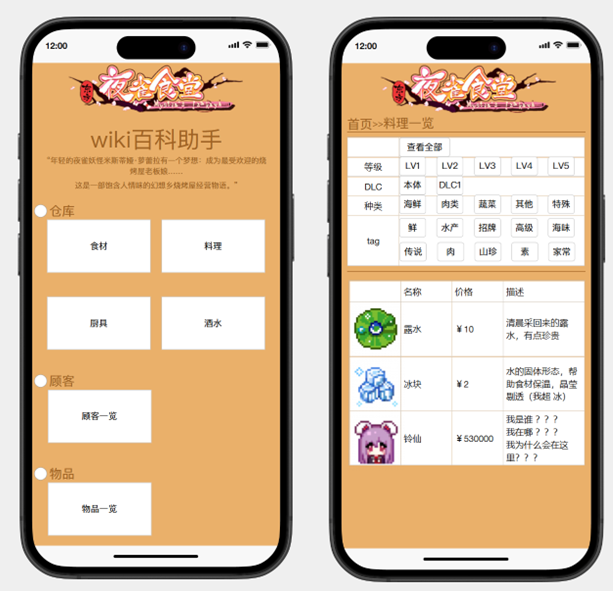 12:00
夜雀食堂
wiki百科助手
“年轻的夜雀妖怪米斯蒂娅·萝蕾拉有一个梦想：成为最受欢迎的烧
烤屋老板娘......
这是一部饱含人情味的幻想乡烧烤屋经营物语。”
仓库
食材
料理
厨具
酒水
顾客
顾客一览
物品
物品一览
12:00
夜雀食堂
首页>>料理一览
查看全部
等级 LV1 LV2 LV3 LV4 LV5
DLC 本体 DLC1
种类 海鲜 肉类 蔬菜 其他 特殊
tag
鲜 水产 招牌 高级 海味
传说 肉 山珍 素 家常
名称 价格 描述
露水 ￥10 清晨采回来的露
水，有点珍贵
冰块 ￥2 水的固体形态，帮
助食材保温，晶莹
剔透（我超 冰）
铃仙 ￥530000 我是谁？？？
我在哪？？？
我为什么会在这
里？？？